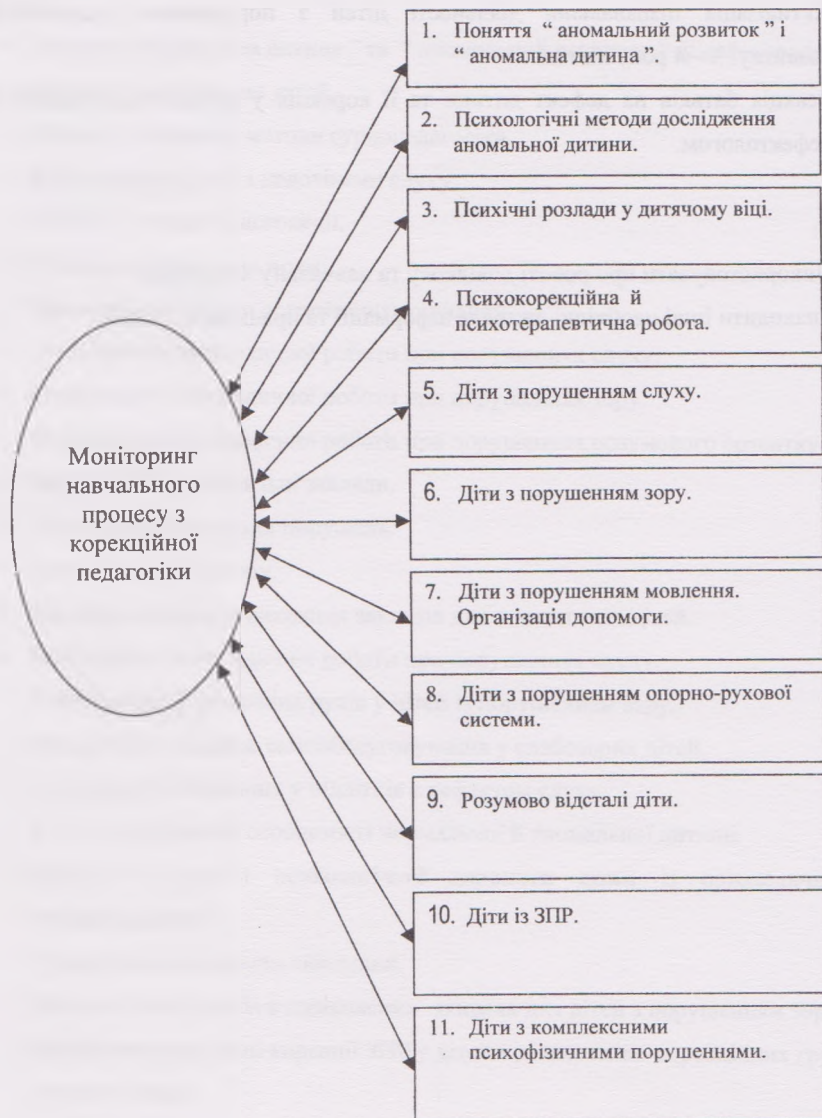 Моніторинг
навчального
процесу з
корекційної
педагогіки
1. Поняття “ аномальний розвиток ” і
“ аномальна дитина ”.
2. Психологічні методи дослідження
аномальної дитини.
3. Психічні розлади у дитячому віці.
4. Психокорекційна й
психотерапевтична робота.
5. Діти з порушенням слуху.
6. Діти з порушенням зору.
7. Діти з порушенням мовлення.
Організація допомоги.
8. Діти з порушенням опорно-рухової
системи.
9. Розумово відсталі діти.
10. Діти із ЗПР.
11. Діти з комплексними
психофізичними порушеннями.